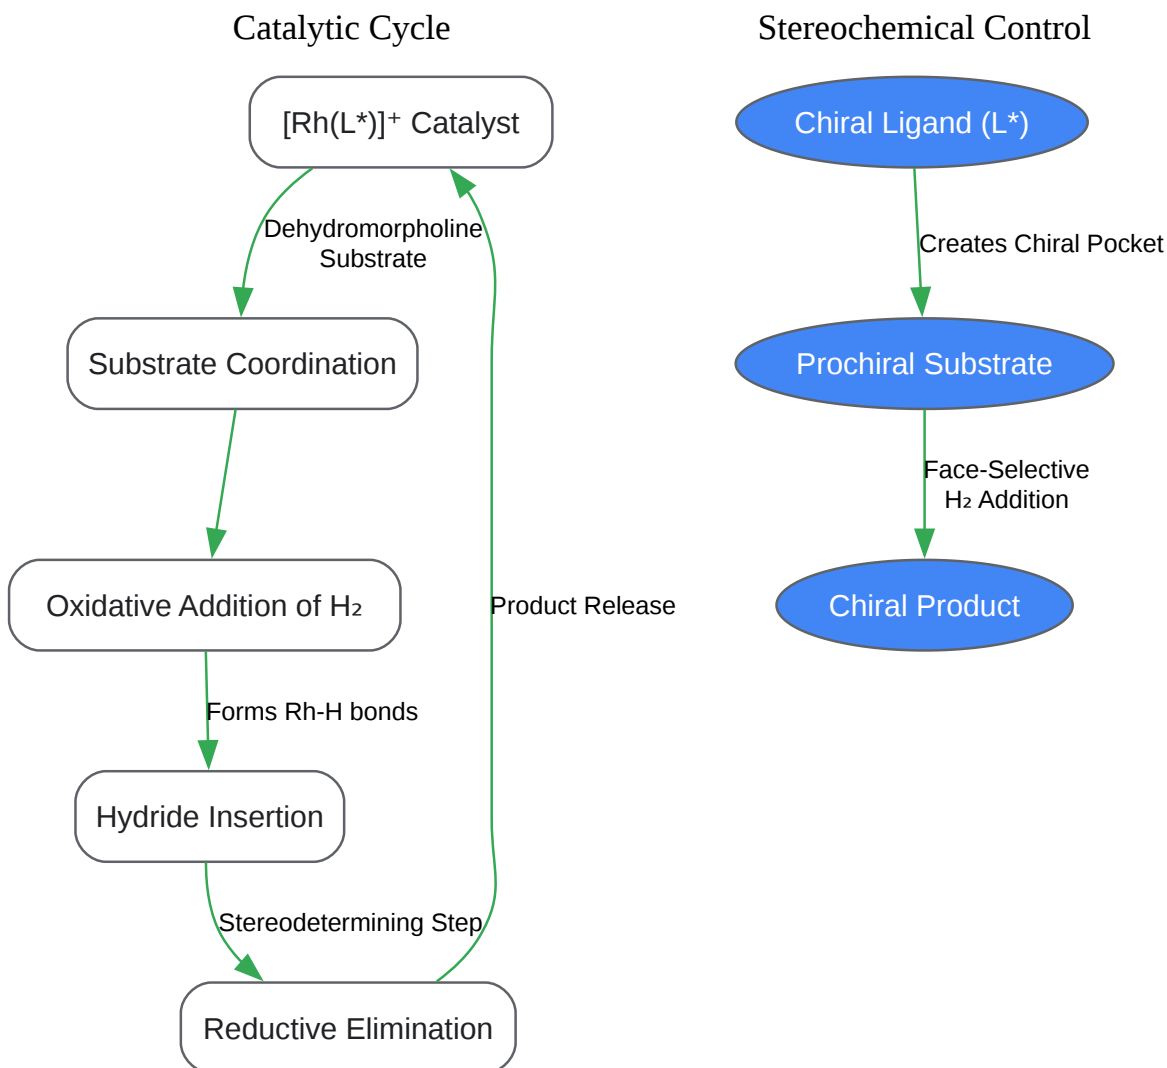 Catalytic Cycle
[Rh(L*)]⁺ Catalyst
Dehydromorpholine
Substrate
Substrate Coordination
Oxidative Addition of H₂
Product Release
Forms Rh-H bonds
Hydride Insertion
Stereodetermining Step
Reductive Elimination
Stereochemical Control
Chiral Ligand (L*)
Creates Chiral Pocket
Prochiral Substrate
Face-Selective
H₂ Addition
Chiral Product